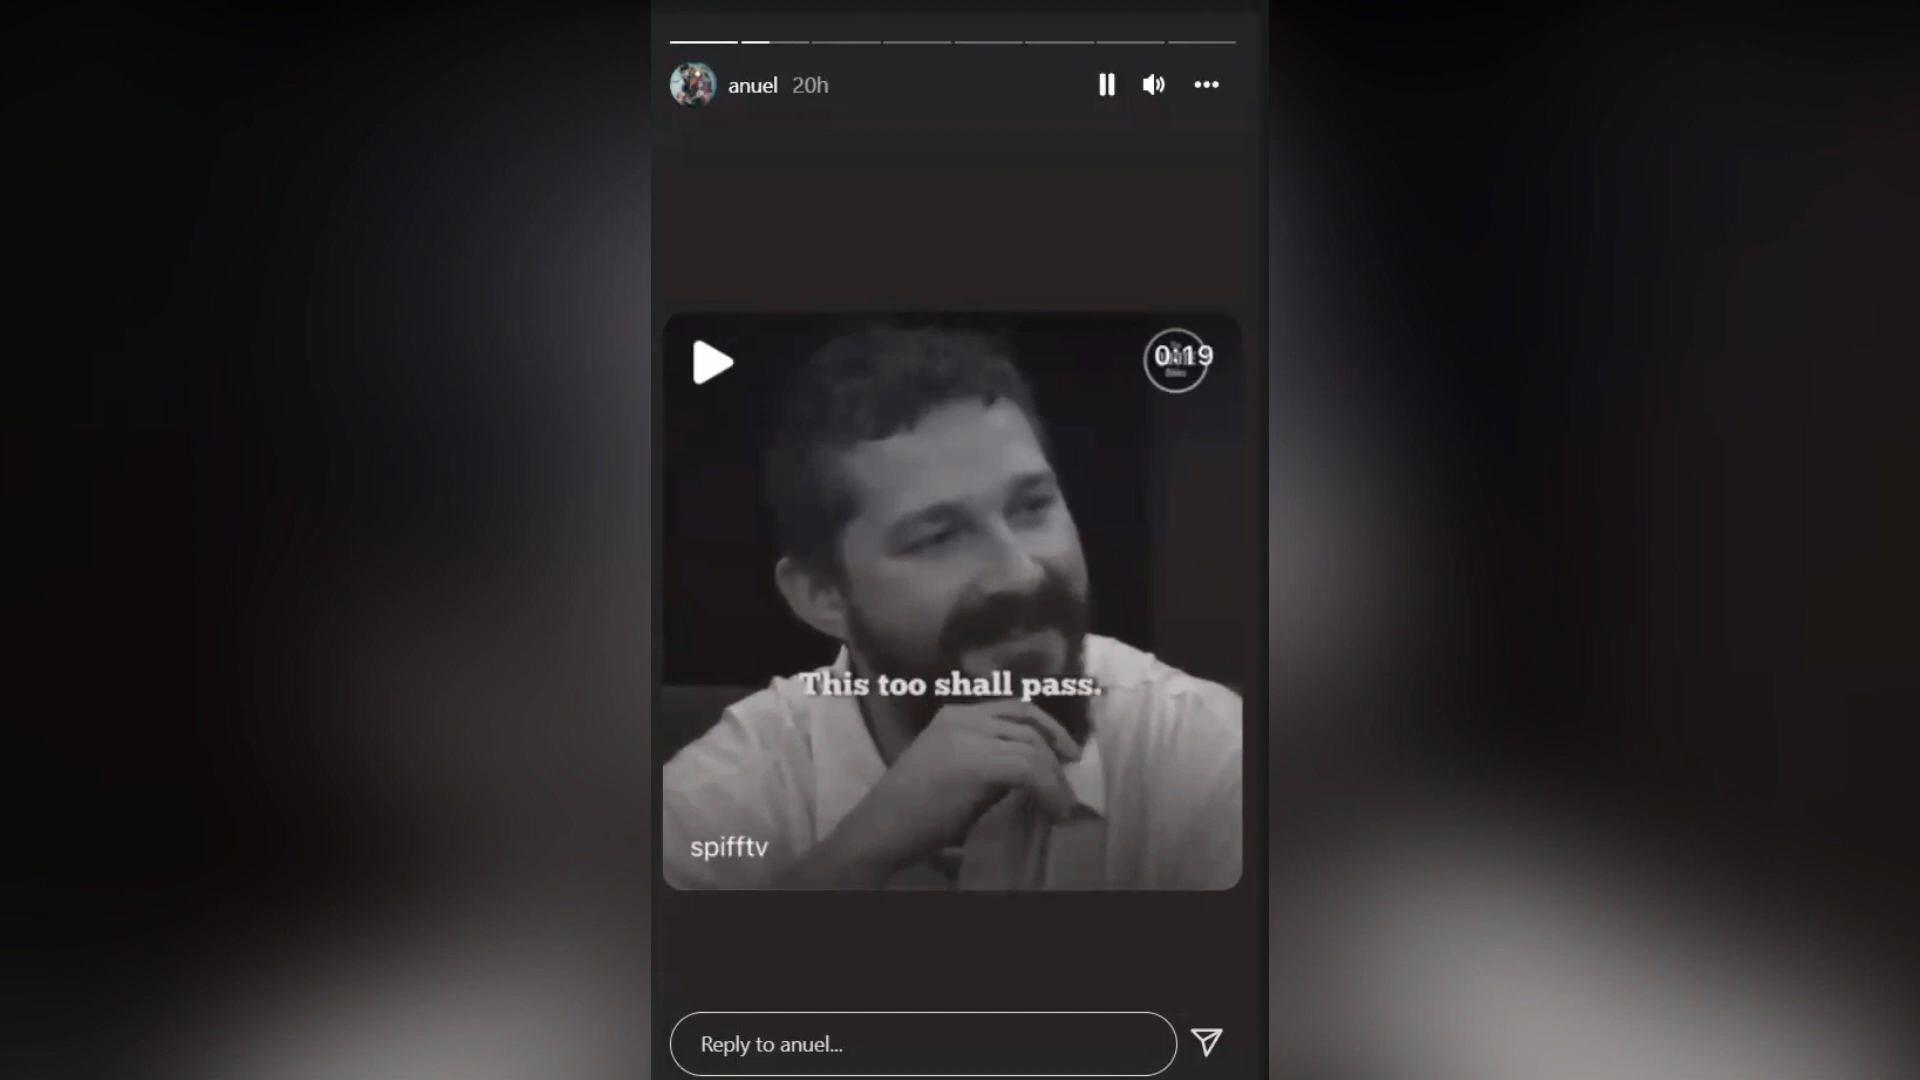 anuel 20h
0:19
This too shall pass.
spifftv
Reply to anuel...